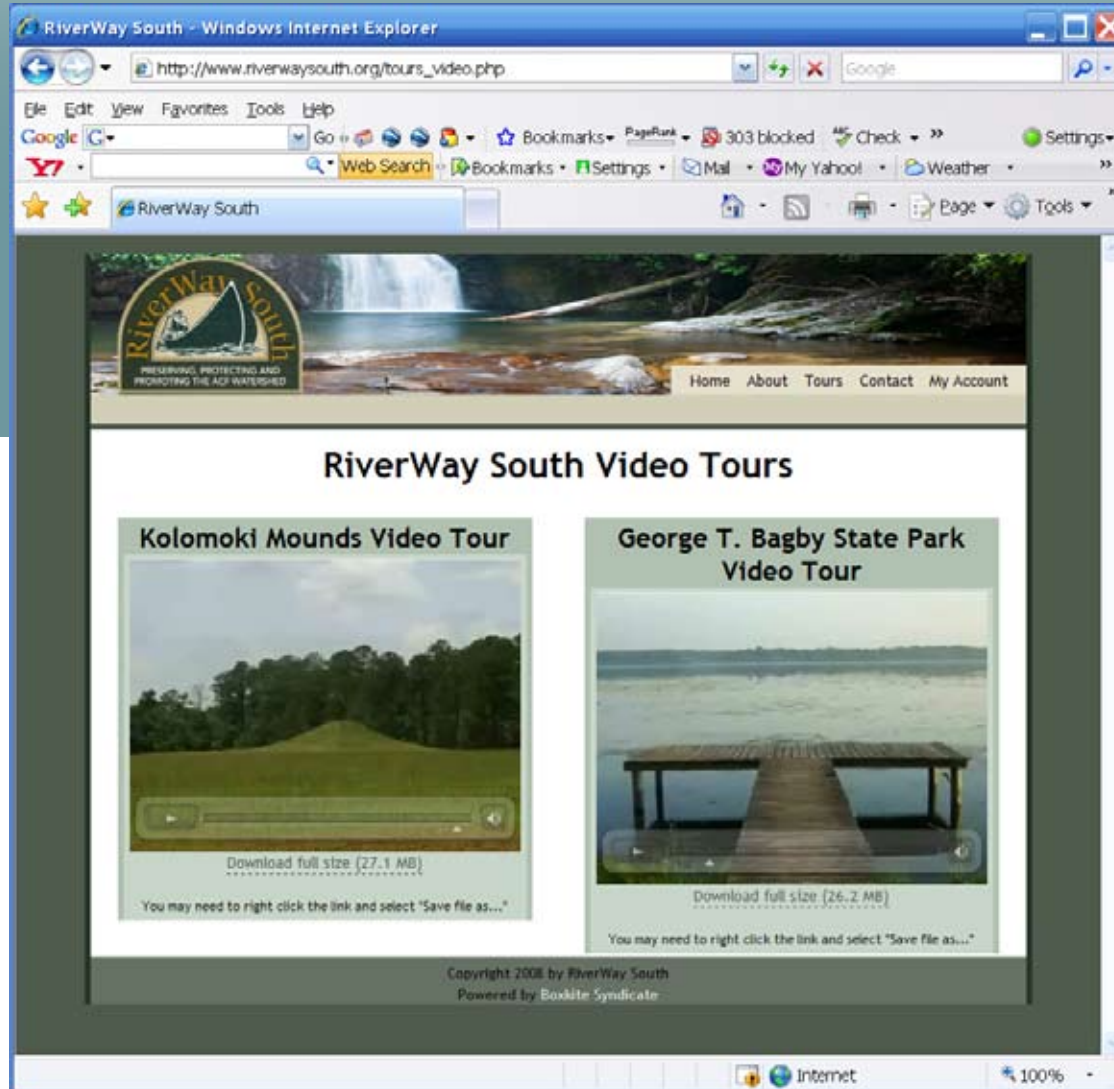 RiverWay South - Windows Internet Explorer
http://www.riverwaysouth.org/tours_video.php
Google
File Edit View Favorites Tools Help
Google G Go Bookmarks PageRank 303 blocked Check » Settings
Y7 Web Search Bookmarks Settings Mail My Yahoo! Weather »
RiverWay South Page Tools »
RiverWay South
PRESERVING, PROTECTING AND
PROMOTING THE ACF WATERSHED
Home About Tours Contact My Account
RiverWay South Video Tours
Kolomoki Mounds Video Tour
Download full size (27.1 MB)
You may need to right click the link and select "Save file as..."
George T. Bagby State Park
Video Tour
Download full size (26.2 MB)
You may need to right click the link and select "Save file as..."
Copyright 2008 by RiverWay South
Powered by Boxkite Syndicate
Internet 100%